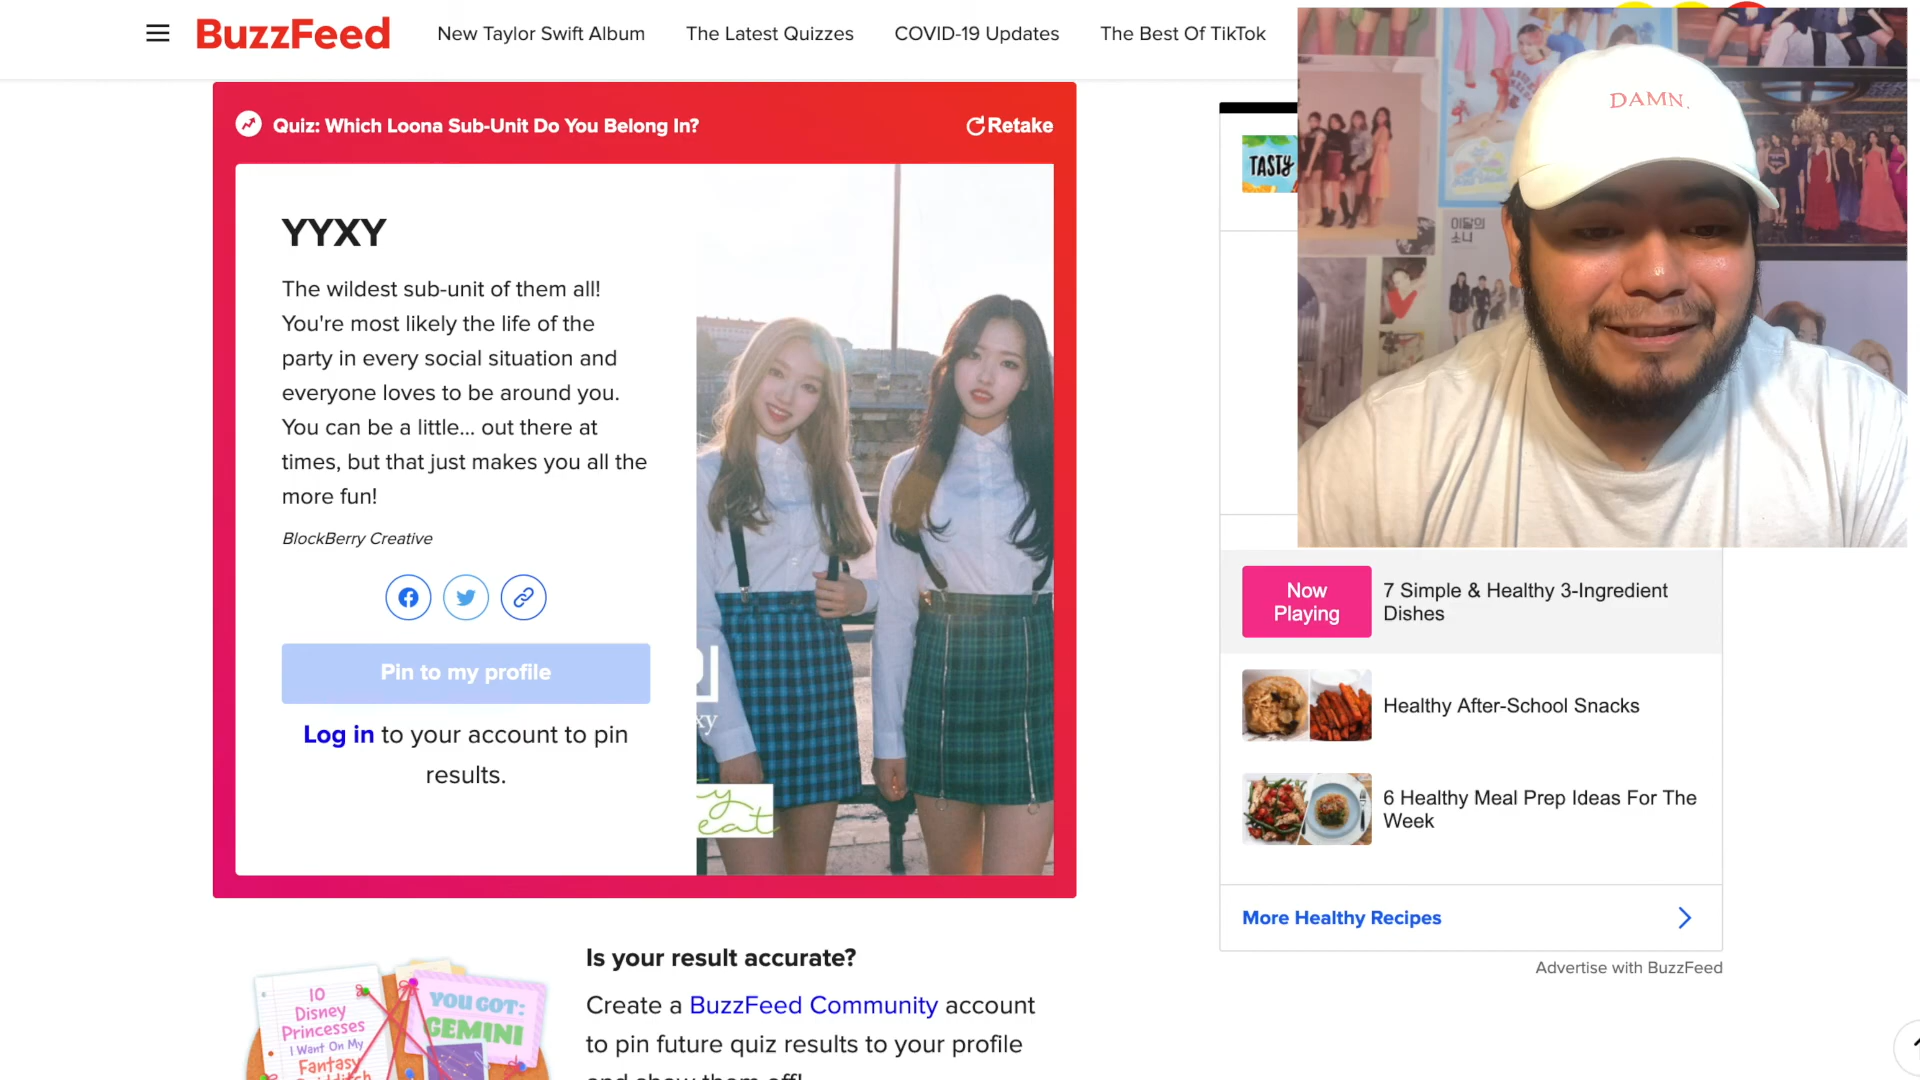 BuzzFeed
New Taylor Swift Album
The Latest Quizzes
COVID-19 Updates
The Best Of TikTok
Quiz: Which Loona Sub-Unit Do You Belong In?
Retake
YYXY
The wildest sub-unit of them all!
You're most likely the life of the
party in every social situation and
everyone loves to be around you.
You can be a little... out there at
times, but that just makes you all the
more fun!
BlockBerry Creative
Pin to my profile
Log in to your account to pin
results.
xy
eat
Is your result accurate?
Create a BuzzFeed Community account
to pin future quiz results to your profile
and show them off!
10
Disney
Princesses
I Want On My
Fantasy
YOU GOT:
GEMINI
TASTY
DAMN.
이달의
소녀
Now
Playing
7 Simple & Healthy 3-Ingredient
Dishes
Healthy After-School Snacks
6 Healthy Meal Prep Ideas For The
Week
More Healthy Recipes
Advertise with BuzzFeed